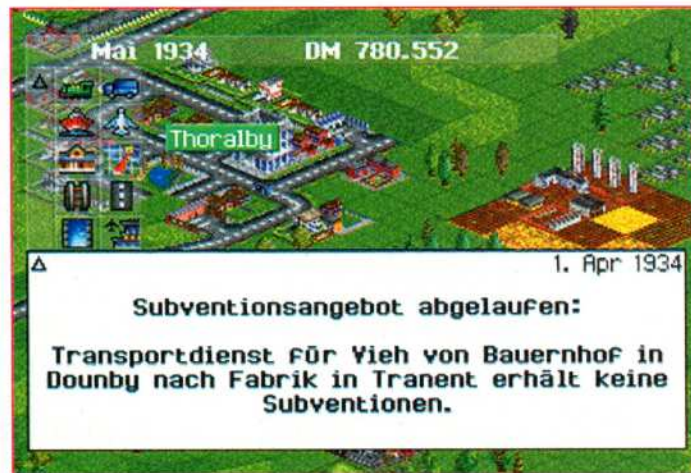 Mai 1934 DM 780.552
Thoralby
1. Apr 1934
Subventionsangebot abgelaufen:
Transportdienst für Vieh von Bauernhof in
Dounby nach Fabrik in Tranent erhält keine
Subventionen.